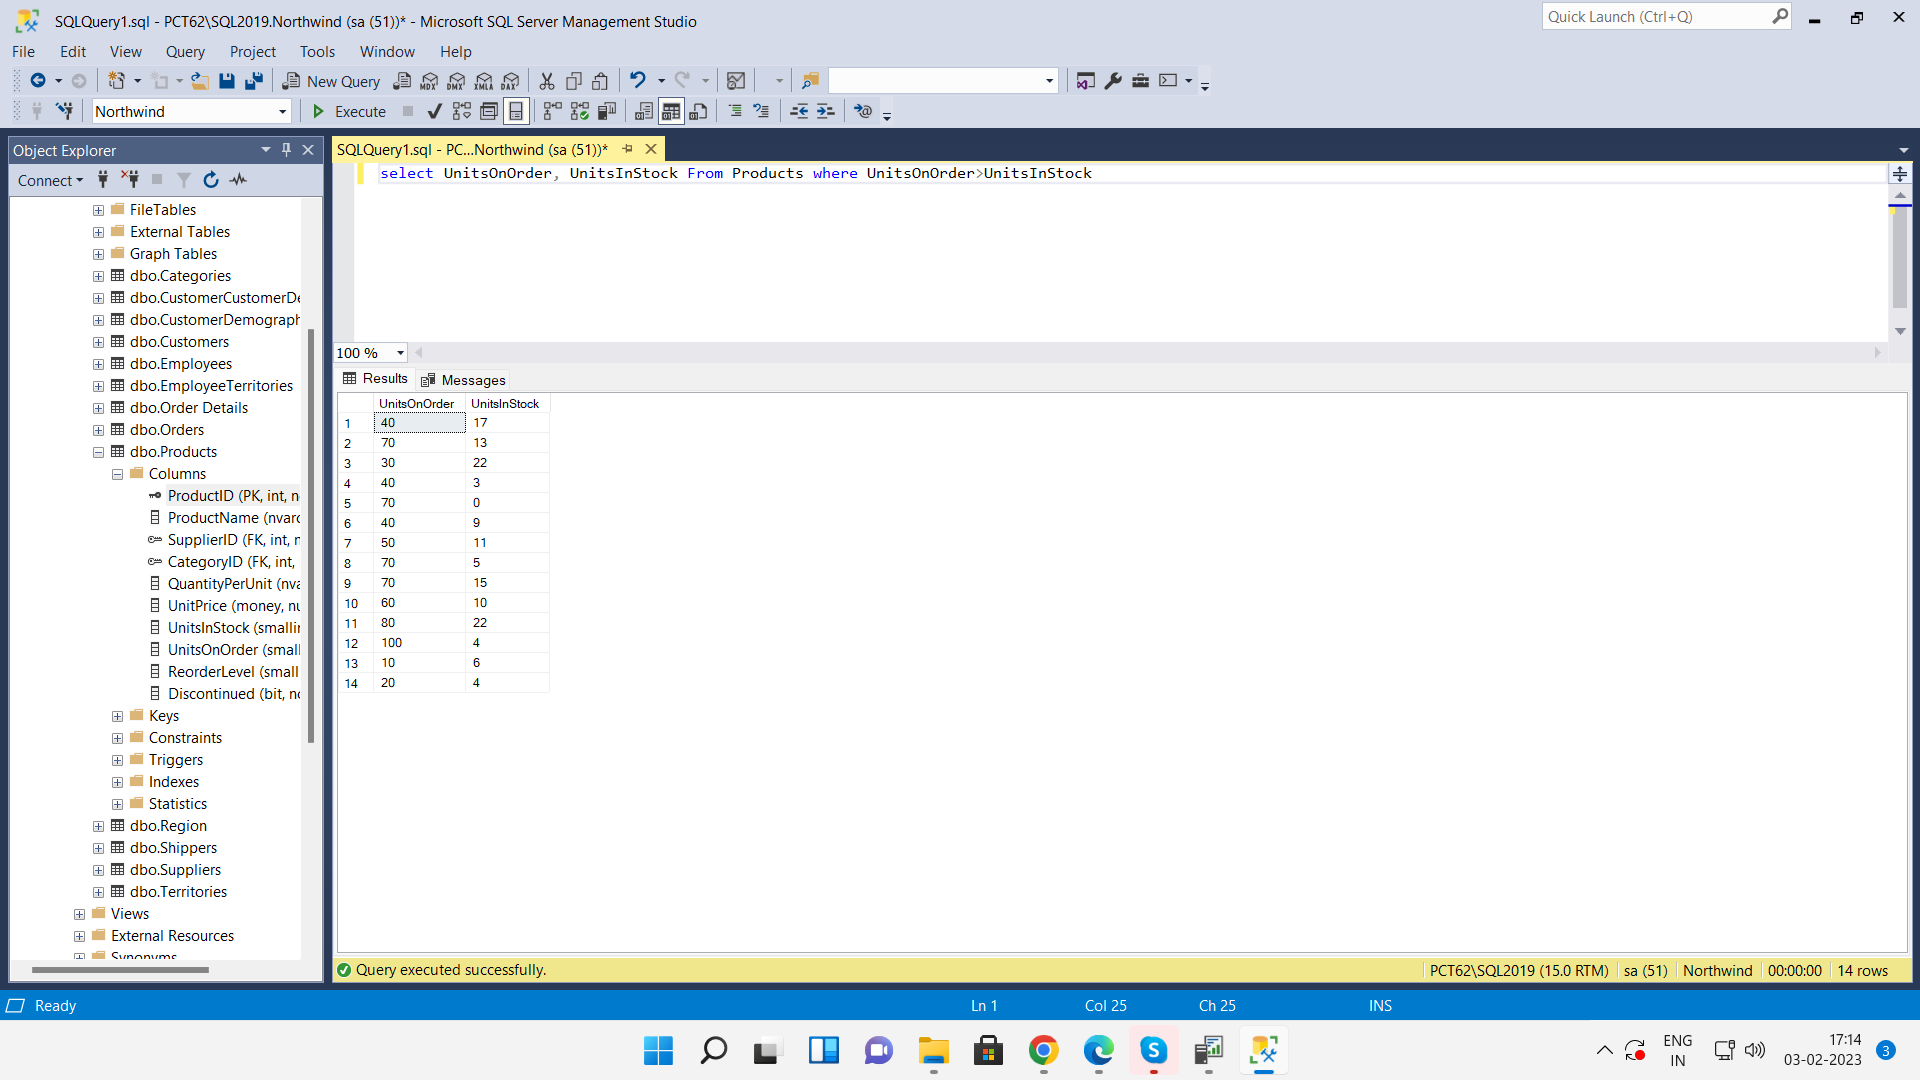 SQLQuery1.sql - PCT62\SQL2019.Northwind (sa (51))* - Microsoft SQL Server Management Studio
Quick Launch (Ctrl+Q)
File Edit View Query Project Tools Window Help
New Query MDX DMX XMLA DAX
Northwind Execute
Object Explorer
SQLQuery1.sql - PC...Northwind (sa (51))*
Connect
select UnitsOnOrder, UnitsInStock From Products where UnitsOnOrder>UnitsInStock
FileTables
External Tables
Graph Tables
dbo.Categories
dbo.CustomerCustomerDe
dbo.CustomerDemograph
dbo.Customers
dbo.Employees
dbo.EmployeeTerritories
dbo.Order Details
dbo.Orders
dbo.Products
Columns
ProductID (PK, int, n
ProductName (nvarc
SupplierID (FK, int, n
CategoryID (FK, int,
QuantityPerUnit (nva
UnitPrice (money, nu
UnitsInStock (smallin
UnitsOnOrder (small
ReorderLevel (small
Discontinued (bit, no
Keys
Constraints
Triggers
Indexes
Statistics
dbo.Region
dbo.Shippers
dbo.Suppliers
dbo.Territories
Views
External Resources
Synonyms
100 %
Results Messages
UnitsOnOrder UnitsInStock
1 40 17
2 70 13
3 30 22
4 40 3
5 70 0
6 40 9
7 50 11
8 70 5
9 70 15
10 60 10
11 80 22
12 100 4
13 10 6
14 20 4
Query executed successfully. PCT62\SQL2019 (15.0 RTM) sa (51) Northwind 00:00:00 14 rows
Ready Ln 1 Col 25 Ch 25 INS
ENG
IN
17:14
03-02-2023
3